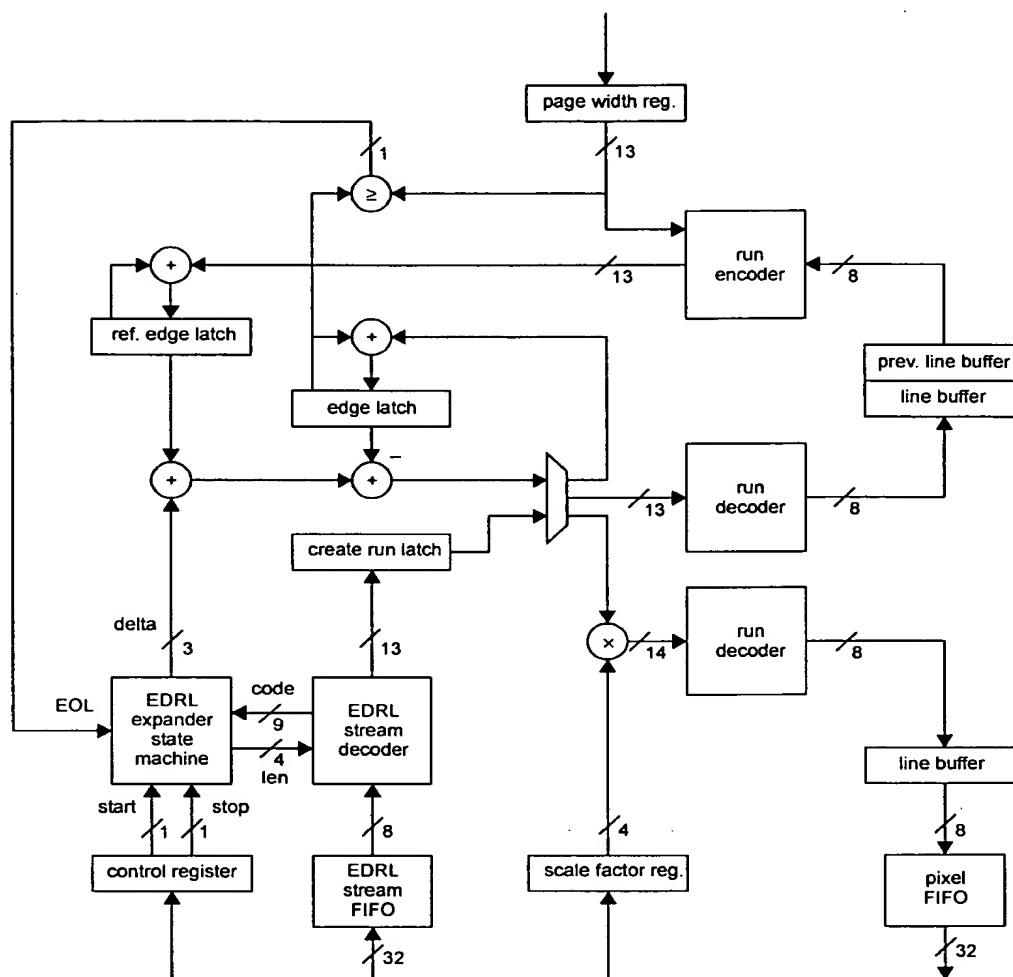 page width reg.
1
13
≥
run
encoder
+
13
8
ref. edge latch
+
prev. line buffer
edge latch
line buffer
–
+
+
run
decoder
13
8
create run latch
run
decoder
delta
3
13
×
14
8
EOL
EDRL
expander
state
machine
code
9
4
len
EDRL
stream
decoder
line buffer
start
stop
1
1
8
4
8
control register
EDRL
stream
FIFO
scale factor reg.
pixel
FIFO
32
32